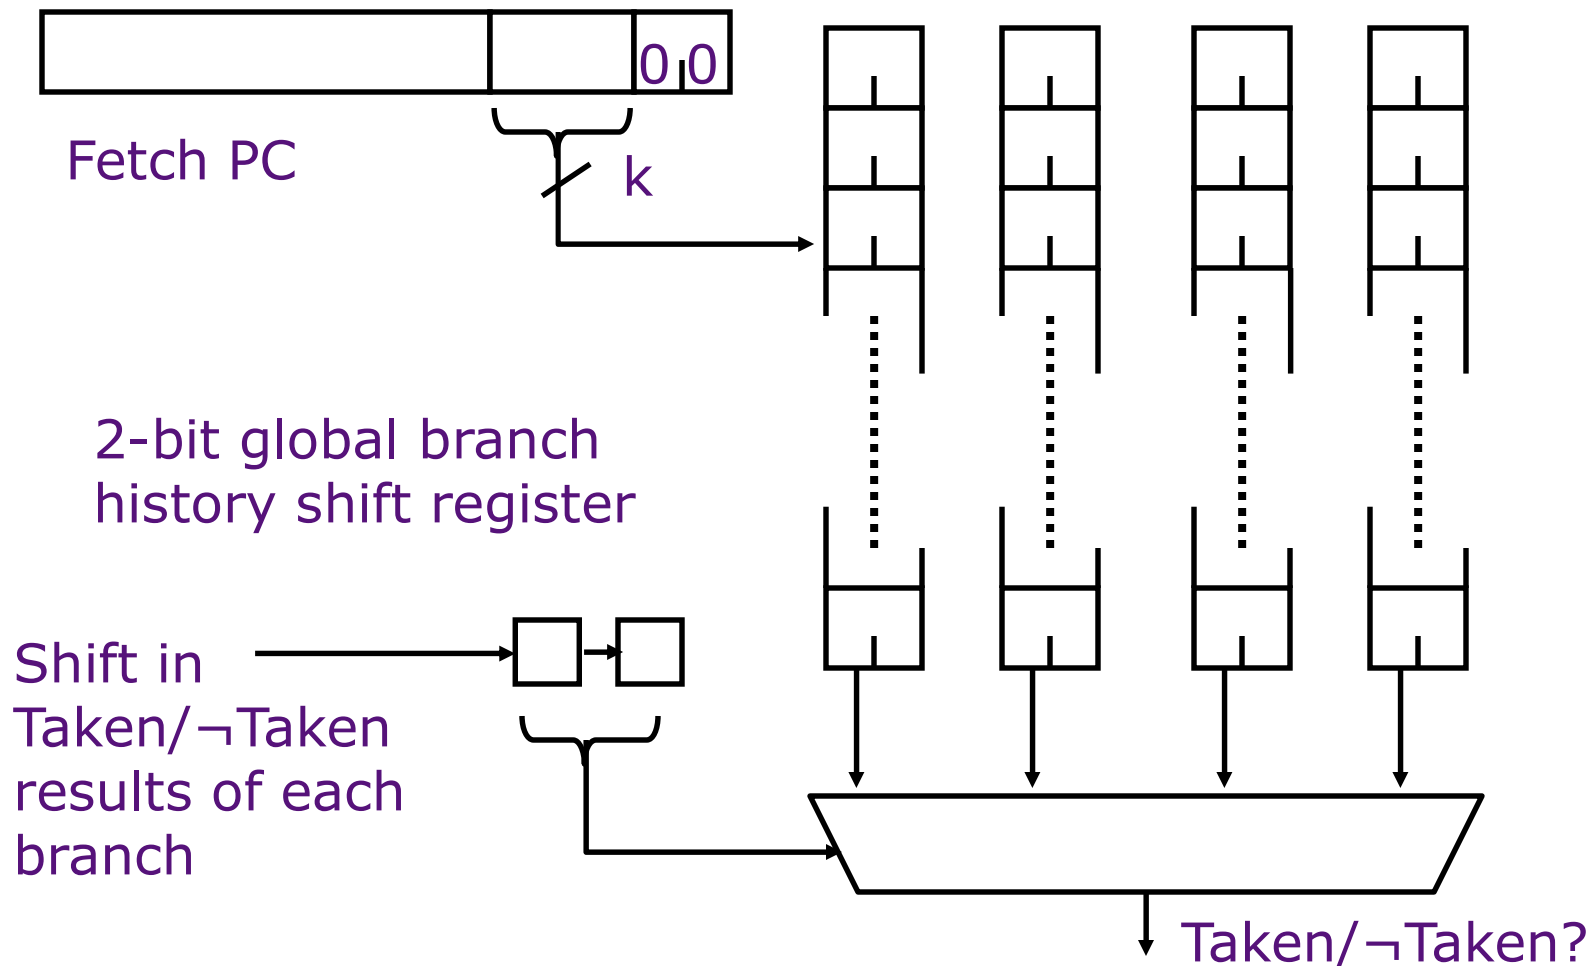 0 0
Fetch PC
k
2-bit global branch
history shift register
Shift in
Taken/¬Taken
results of each
branch
Taken/¬Taken?